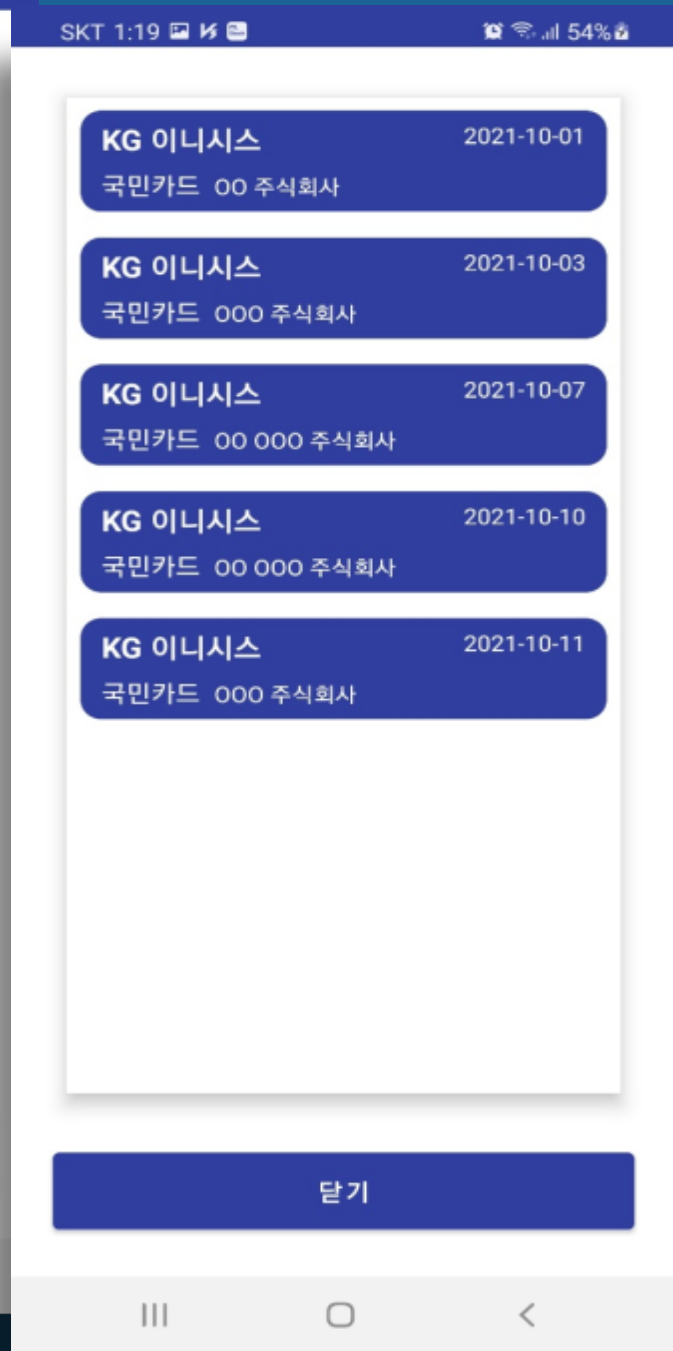 SKT 1:19 54%
KG 이니시스 2021-10-01
국민카드 OO 주식회사
KG 이니시스 2021-10-03
국민카드 OOO 주식회사
KG 이니시스 2021-10-07
국민카드 OO OOO 주식회사
KG 이니시스 2021-10-10
국민카드 OO OOO 주식회사
KG 이니시스 2021-10-11
국민카드 OOO 주식회사
닫기